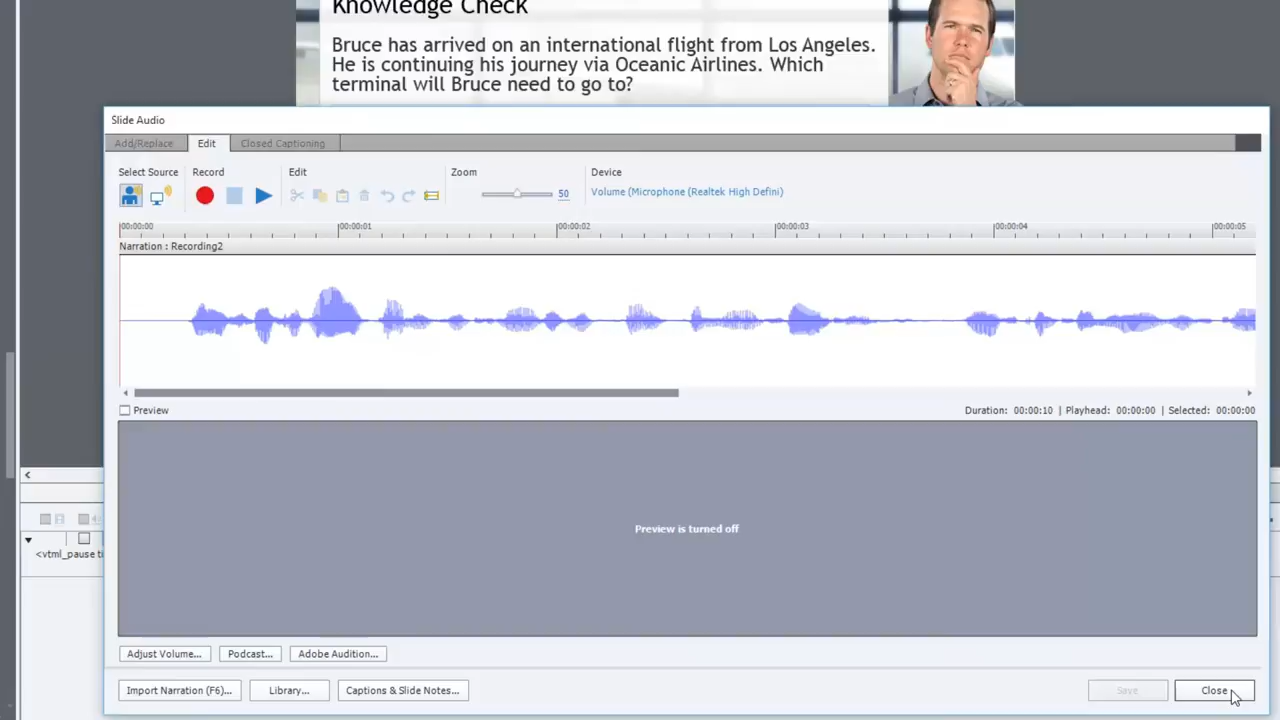 Knowledge Check
Bruce has arrived on an international flight from Los Angeles.
He is continuing his journey via Oceanic Airlines. Which
terminal will Bruce need to go to?
Slide Audio
Add/Replace Edit Closed Captioning
Select Source Record Edit Zoom Device
50 Volume (Microphone (Realtek High Defini)
00:00:00 00:00:01 00:00:02 00:00:03 00:00:04 00:00:05
Narration : Recording2
Preview Duration: 00:00:10 | Playhead: 00:00:00 | Selected: 00:00:00
Preview is turned off
<vtml_pause ti
Adjust Volume... Podcast... Adobe Audition...
Import Narration (F6)... Library... Captions & Slide Notes... Save Close